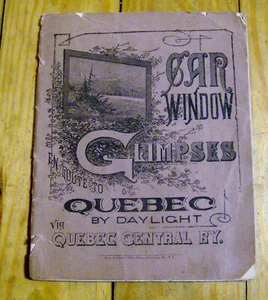 CAR
WINDOW
GLIMPSES
EN ROUTE TO
QUEBEC
BY DAYLIGHT
VIA
QUEBEC CENTRAL RY.